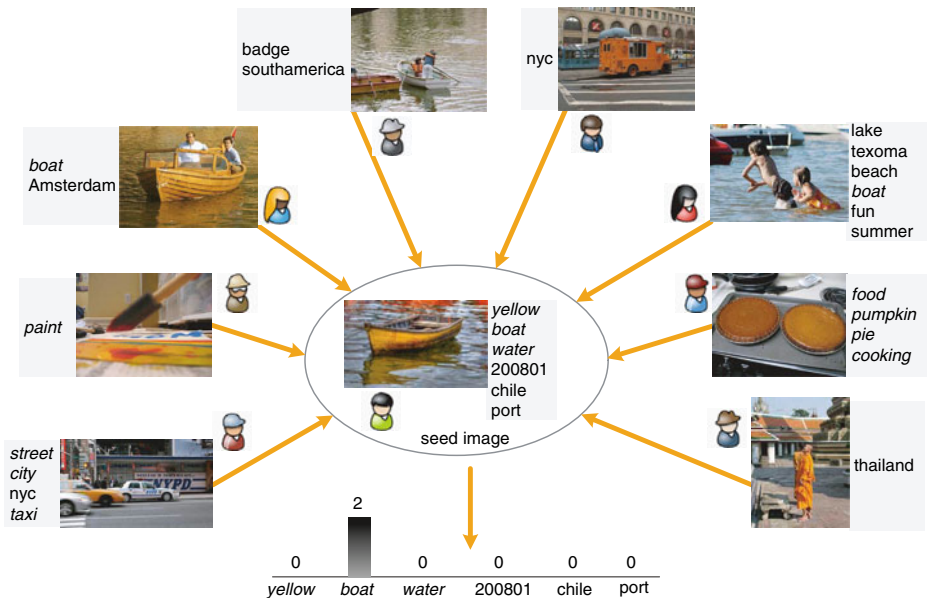 badge
southamerica
nyc
boat
Amsterdam
lake
texoma
beach
boat
fun
summer
paint
yellow
boat
water
200801
chile
port
seed image
food
pumpkin
pie
cooking
street
city
nyc
taxi
NYPD
thailand
2
0 0 0 0 0
yellow boat water 200801 chile port